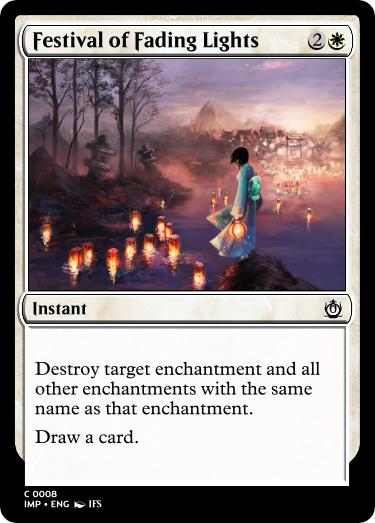 Festival of Fading Lights 2
Instant
Destroy target enchantment and all
other enchantments with the same
name as that enchantment.
Draw a card.
C 0008
IMP • ENG IFS